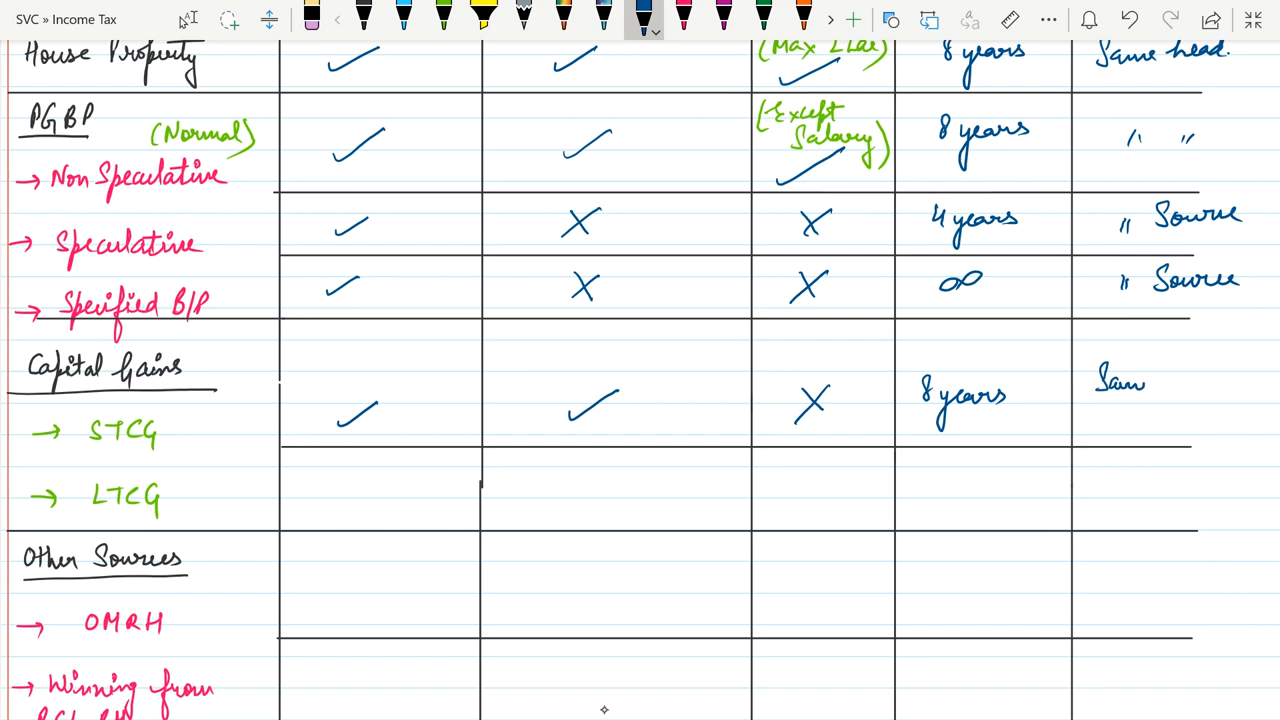 SVC » Income Tax
House Property ✓ ✓ (Max 2 Lac) ✓ 8 years Same head.
PGBP
(Normal)
→ Non Speculative ✓ ✓ (Except Salary) ✓ 8 years " "
→ Speculative ✓ X X 4 years " Source
→ Specified B/P ✓ X X ∞ " Source
Capital Gains
→ STCG ✓ ✓ X 8 years Sam
→ LTCG
Other Sources
→ OMRH
→ Winning from